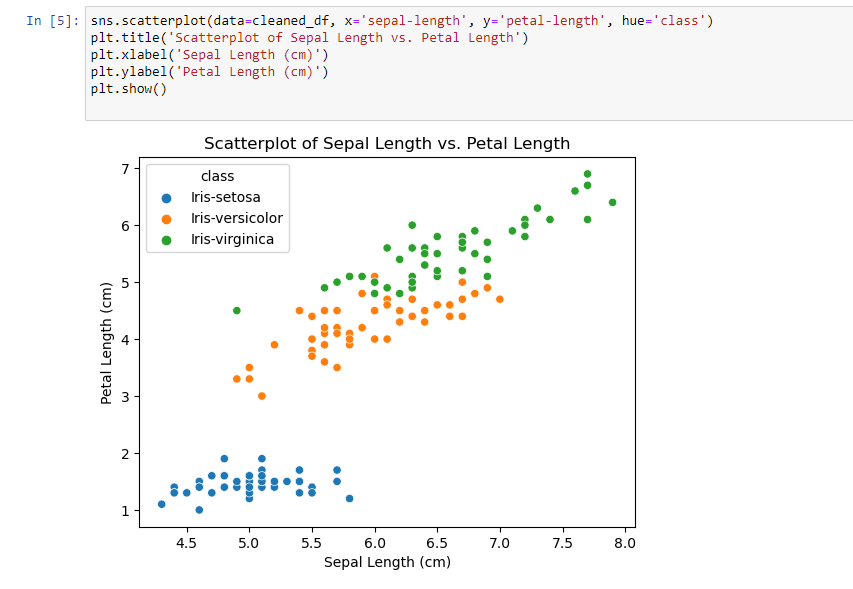 In [5]: sns.scatterplot(data=cleaned_df, x='sepal-length', y='petal-length', hue='class')
plt.title('Scatterplot of Sepal Length vs. Petal Length')
plt.xlabel('Sepal Length (cm)')
plt.ylabel('Petal Length (cm)')
plt.show()
Scatterplot of Sepal Length vs. Petal Length
class
Iris-setosa
Iris-versicolor
Iris-virginica
Petal Length (cm)
7
6
5
4
3
2
1
4.5 5.0 5.5 6.0 6.5 7.0 7.5 8.0
Sepal Length (cm)